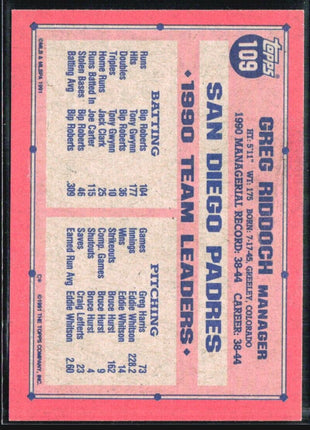 Topps
109
GREG RIDDOCH MANAGER
HT: 5'11" WT: 175 BORN: 7-17-45, GREELEY, COLORADO
1990 MANAGERIAL RECORD: 38-44 CAREER: 38-44
SAN DIEGO PADRES
♦ 1990 TEAM LEADERS ♦
BATTING
Runs Bip Roberts 104
Hits Tony Gwynn 177
Doubles Bip Roberts 36
Triples Tony Gwynn 10
Home Runs Jack Clark 25
Runs Batted In Joe Carter 115
Stolen Bases Bip Roberts 46
Batting Avg Bip Roberts .309
PITCHING
Games Greg Harris 73
Innings Eddie Whitson 228.2
Wins Eddie Whitson 14
Strikeouts Bruce Hurst 162
Comp. Games Bruce Hurst 9
Shutouts Bruce Hurst 4
Saves Craig Lefferts 23
Earned Run Avg Eddie Whitson 2.60
©MLB & MLBPA 1991
C*
©1991 THE TOPPS COMPANY, INC.